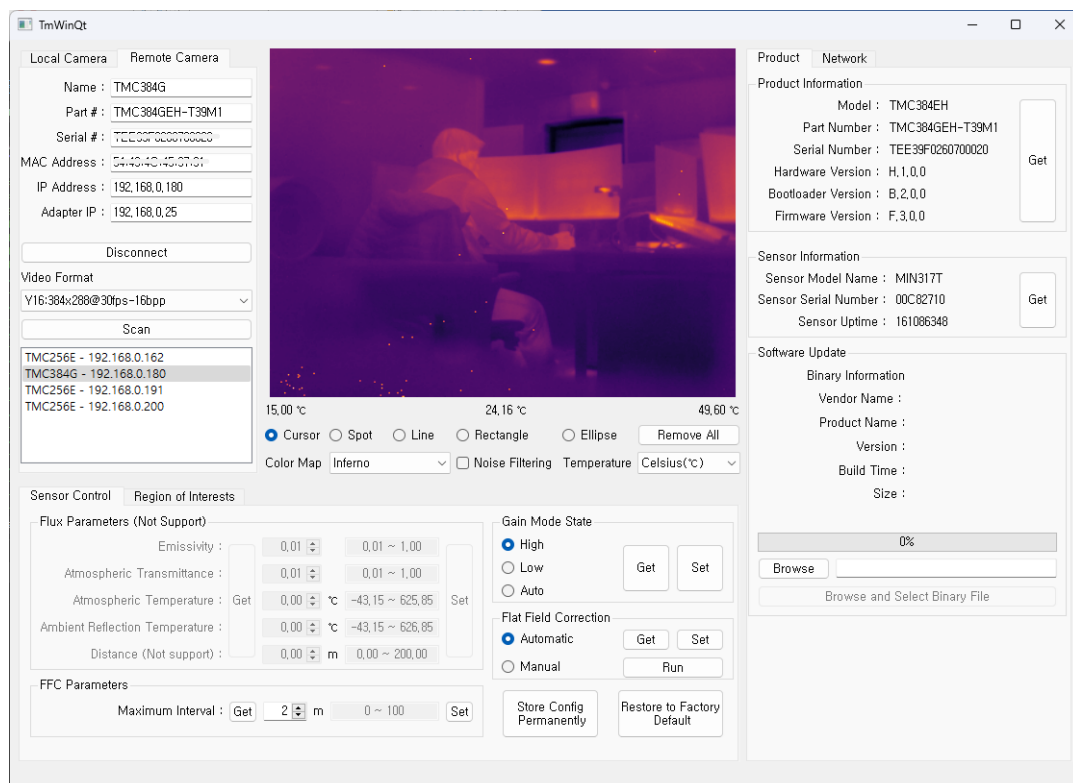 TmWinQt
Local Camera
Remote Camera
Name : TMC384G
Part # : TMC384GEH-T39M1
Serial # :
MAC Address :
IP Address : 192,168,0,180
Adapter IP : 192,168,0,25
Disconnect
Video Format
Y16:384x288@30fps-16bpp
Scan
TMC256E - 192.168.0.162
TMC384G - 192.168.0.180
TMC256E - 192.168.0.191
TMC256E - 192.168.0.200
15,00 ℃ 24,16 ℃ 49,60 ℃
Cursor Spot Line Rectangle Ellipse Remove All
Color Map Inferno Noise Filtering Temperature Celsius(℃)
Sensor Control
Region of Interests
Flux Parameters (Not Support)
Emissivity : 0,01 0,01 ~ 1,00
Atmospheric Transmittance : 0,01 0,01 ~ 1,00
Atmospheric Temperature : Get 0,00 ℃ -43,15 ~ 625,85 Set
Ambient Reflection Temperature : 0,00 ℃ -43,15 ~ 626,85
Distance (Not support) : 0,00 m 0,00 ~ 200,00
FFC Parameters
Maximum Interval : Get 2 m 0 ~ 100 Set
Gain Mode State
High
Low Get Set
Auto
Flat Field Correction
Automatic Get Set
Manual Run
Store Config
Permanently
Restore to Factory
Default
Product
Network
Product Information
Model : TMC384EH
Part Number : TMC384GEH-T39M1
Serial Number : TEE39F0260700020
Hardware Version : H,1,0,0
Bootloader Version : B,2,0,0
Firmware Version : F,3,0,0
Get
Sensor Information
Sensor Model Name : MIN317T
Sensor Serial Number : 00C82710
Sensor Uptime : 161086348
Get
Software Update
Binary Information
Vendor Name :
Product Name :
Version :
Build Time :
Size :
0%
Browse
Browse and Select Binary File